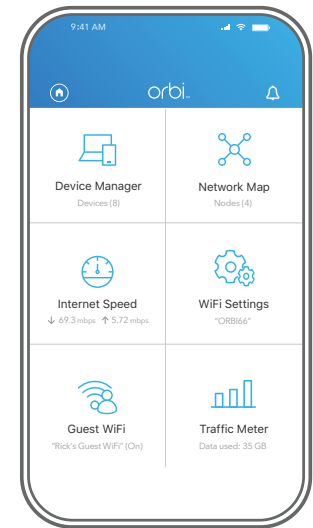 9:41 AM
orbi™
Device Manager
Devices (8)
Network Map
Nodes (4)
Internet Speed
↓ 69.3 mbps ↑ 5.72 mbps
WiFi Settings
"ORBI66"
Guest WiFi
"Rick's Guest WiFi" (On)
Traffic Meter
Data used: 35 GB